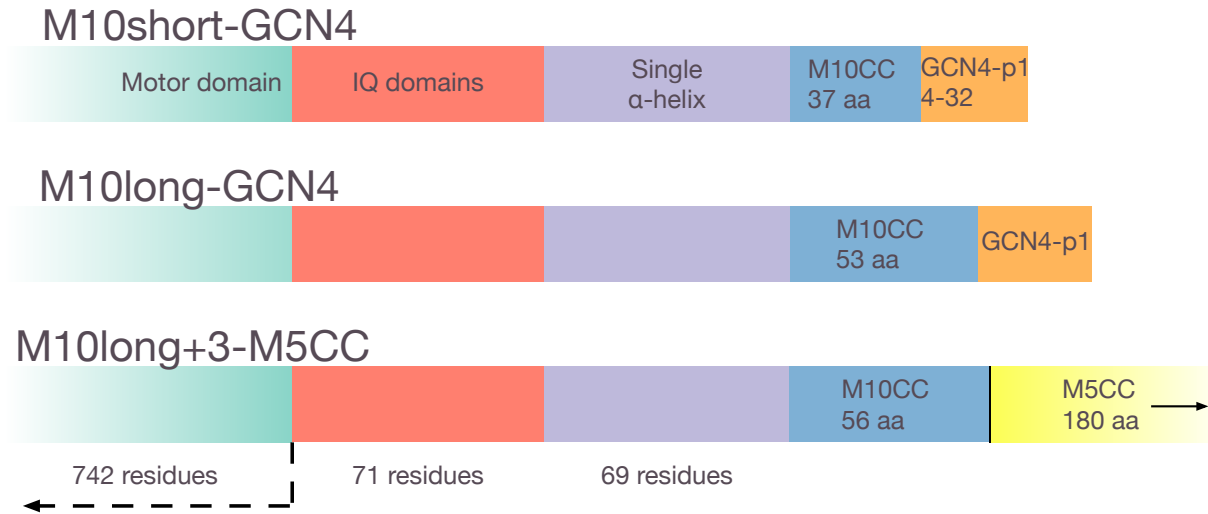 M10short-GCN4
Motor domain
IQ domains
Single
α-helix
M10CC
37 aa
GCN4-p1
4-32
M10long-GCN4
M10CC
53 aa
GCN4-p1
M10long+3-M5CC
M10CC
56 aa
M5CC
180 aa
742 residues
71 residues
69 residues